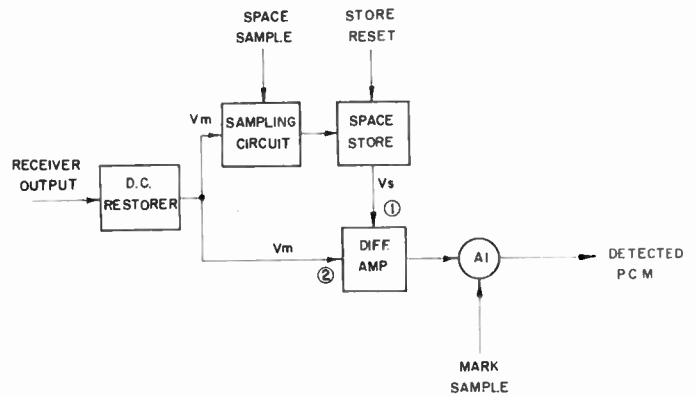 SPACE
SAMPLE
STORE
RESET
Vm
SAMPLING
CIRCUIT
SPACE
STORE
RECEIVER
OUTPUT
D.C.
RESTORER
Vs
①
Vm
②
DIFF
AMP
A1
DETECTED
PCM
MARK
SAMPLE